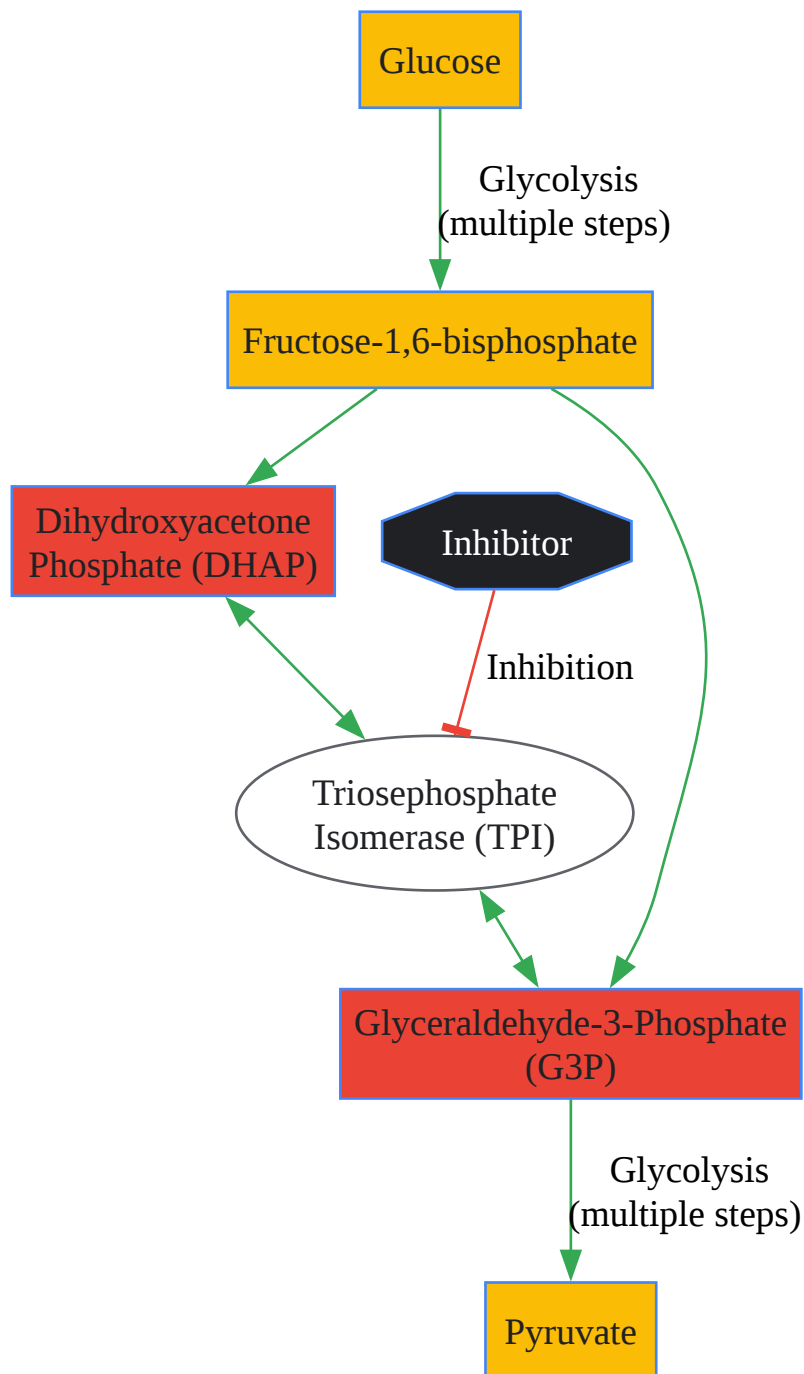 Glucose
Glycolysis
(multiple steps)
Fructose-1,6-bisphosphate
Dihydroxyacetone
Phosphate (DHAP)
Inhibitor
Inhibition
Triosephosphate
Isomerase (TPI)
Glyceraldehyde-3-Phosphate
(G3P)
Glycolysis
(multiple steps)
Pyruvate